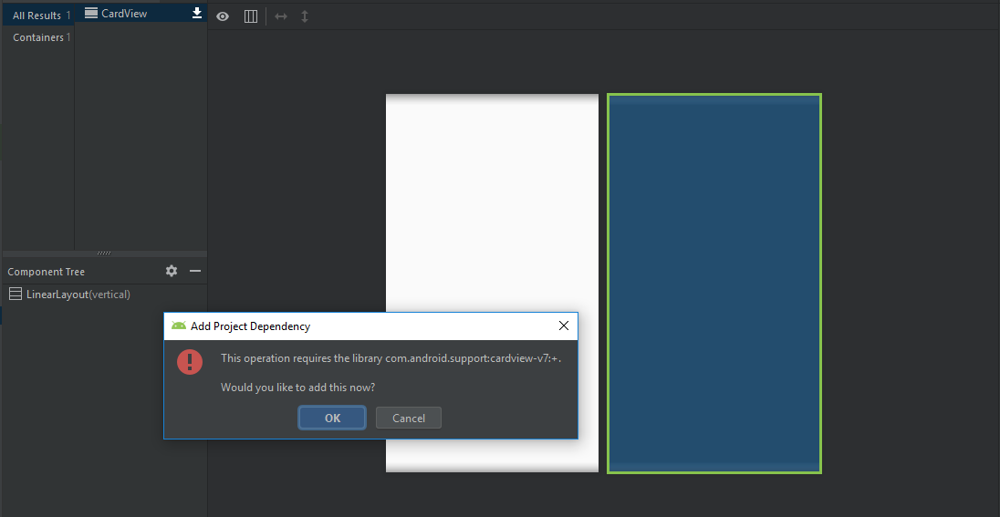 All Results 1
CardView
Containers 1
Component Tree
LinearLayout(vertical)
Add Project Dependency
This operation requires the library com.android.support:cardview-v7:+.
Would you like to add this now?
OK
Cancel